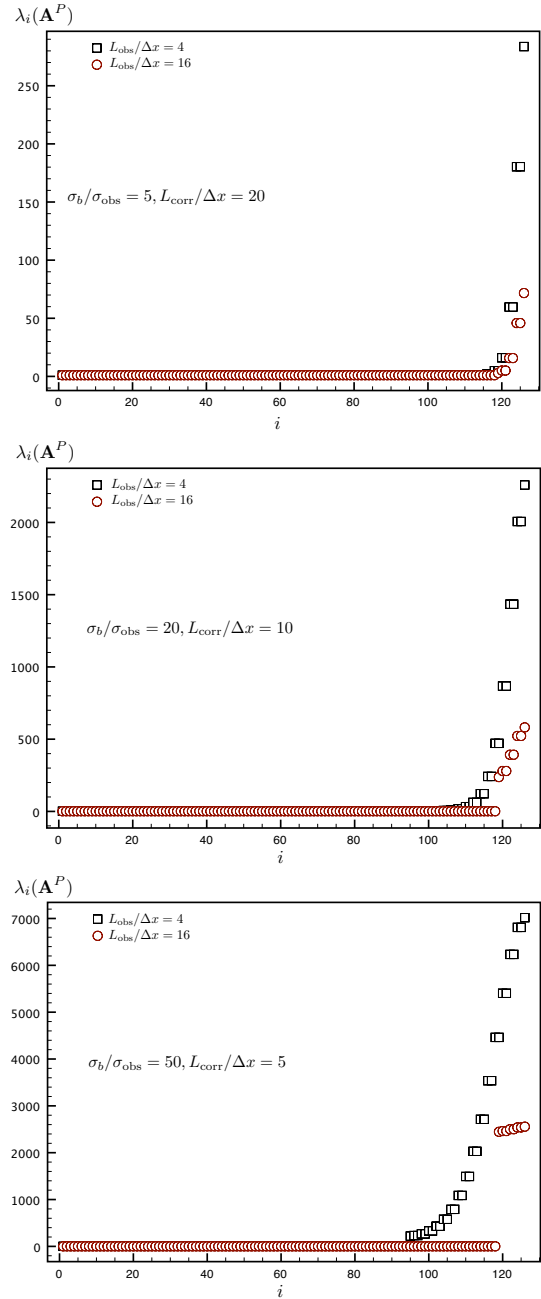 λ_i(A^P)
L_obs/Δx = 4
L_obs/Δx = 16
σ_b/σ_obs = 5, L_corr/Δx = 20
250
200
150
100
50
0
0 20 40 60 80 100 120
i
λ_i(A^P)
L_obs/Δx = 4
L_obs/Δx = 16
σ_b/σ_obs = 20, L_corr/Δx = 10
2000
1500
1000
500
0
0 20 40 60 80 100 120
i
λ_i(A^P)
L_obs/Δx = 4
L_obs/Δx = 16
σ_b/σ_obs = 50, L_corr/Δx = 5
7000
6000
5000
4000
3000
2000
1000
0
0 20 40 60 80 100 120
i